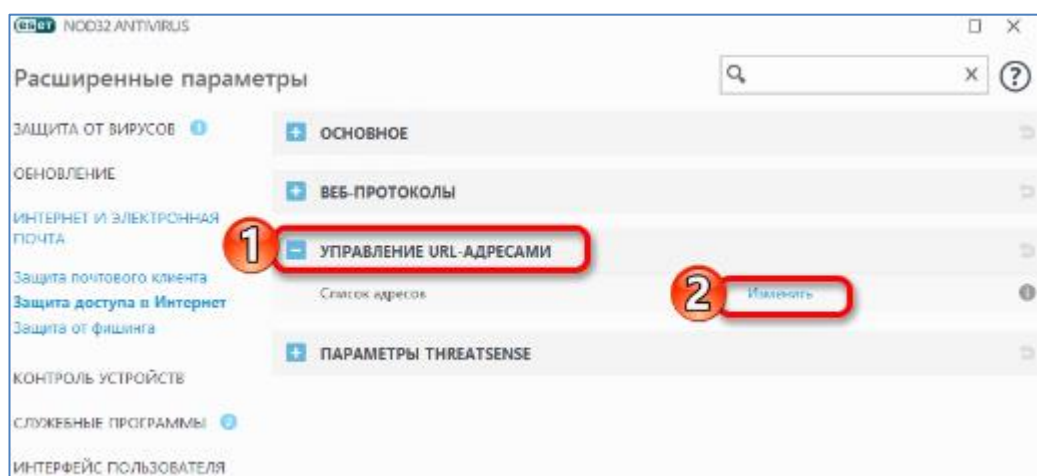 eset NOD32 ANTIVIRUS
Расширенные параметры
ЗАЩИТА ОТ ВИРУСОВ
ОБНОВЛЕНИЕ
ИНТЕРНЕТ И ЭЛЕКТРОННАЯ
ПОЧТА
Защита почтового клиента
Защита доступа в Интернет
Защита от фишинга
КОНТРОЛЬ УСТРОЙСТВ
СЛУЖЕБНЫЕ ПРОГРАММЫ
ИНТЕРФЕЙС ПОЛЬЗОВАТЕЛЯ
ОСНОВНОЕ
ВЕБ-ПРОТОКОЛЫ
1 УПРАВЛЕНИЕ URL-АДРЕСАМИ
Список адресов 2 Изменить
ПАРАМЕТРЫ THREATSENSE